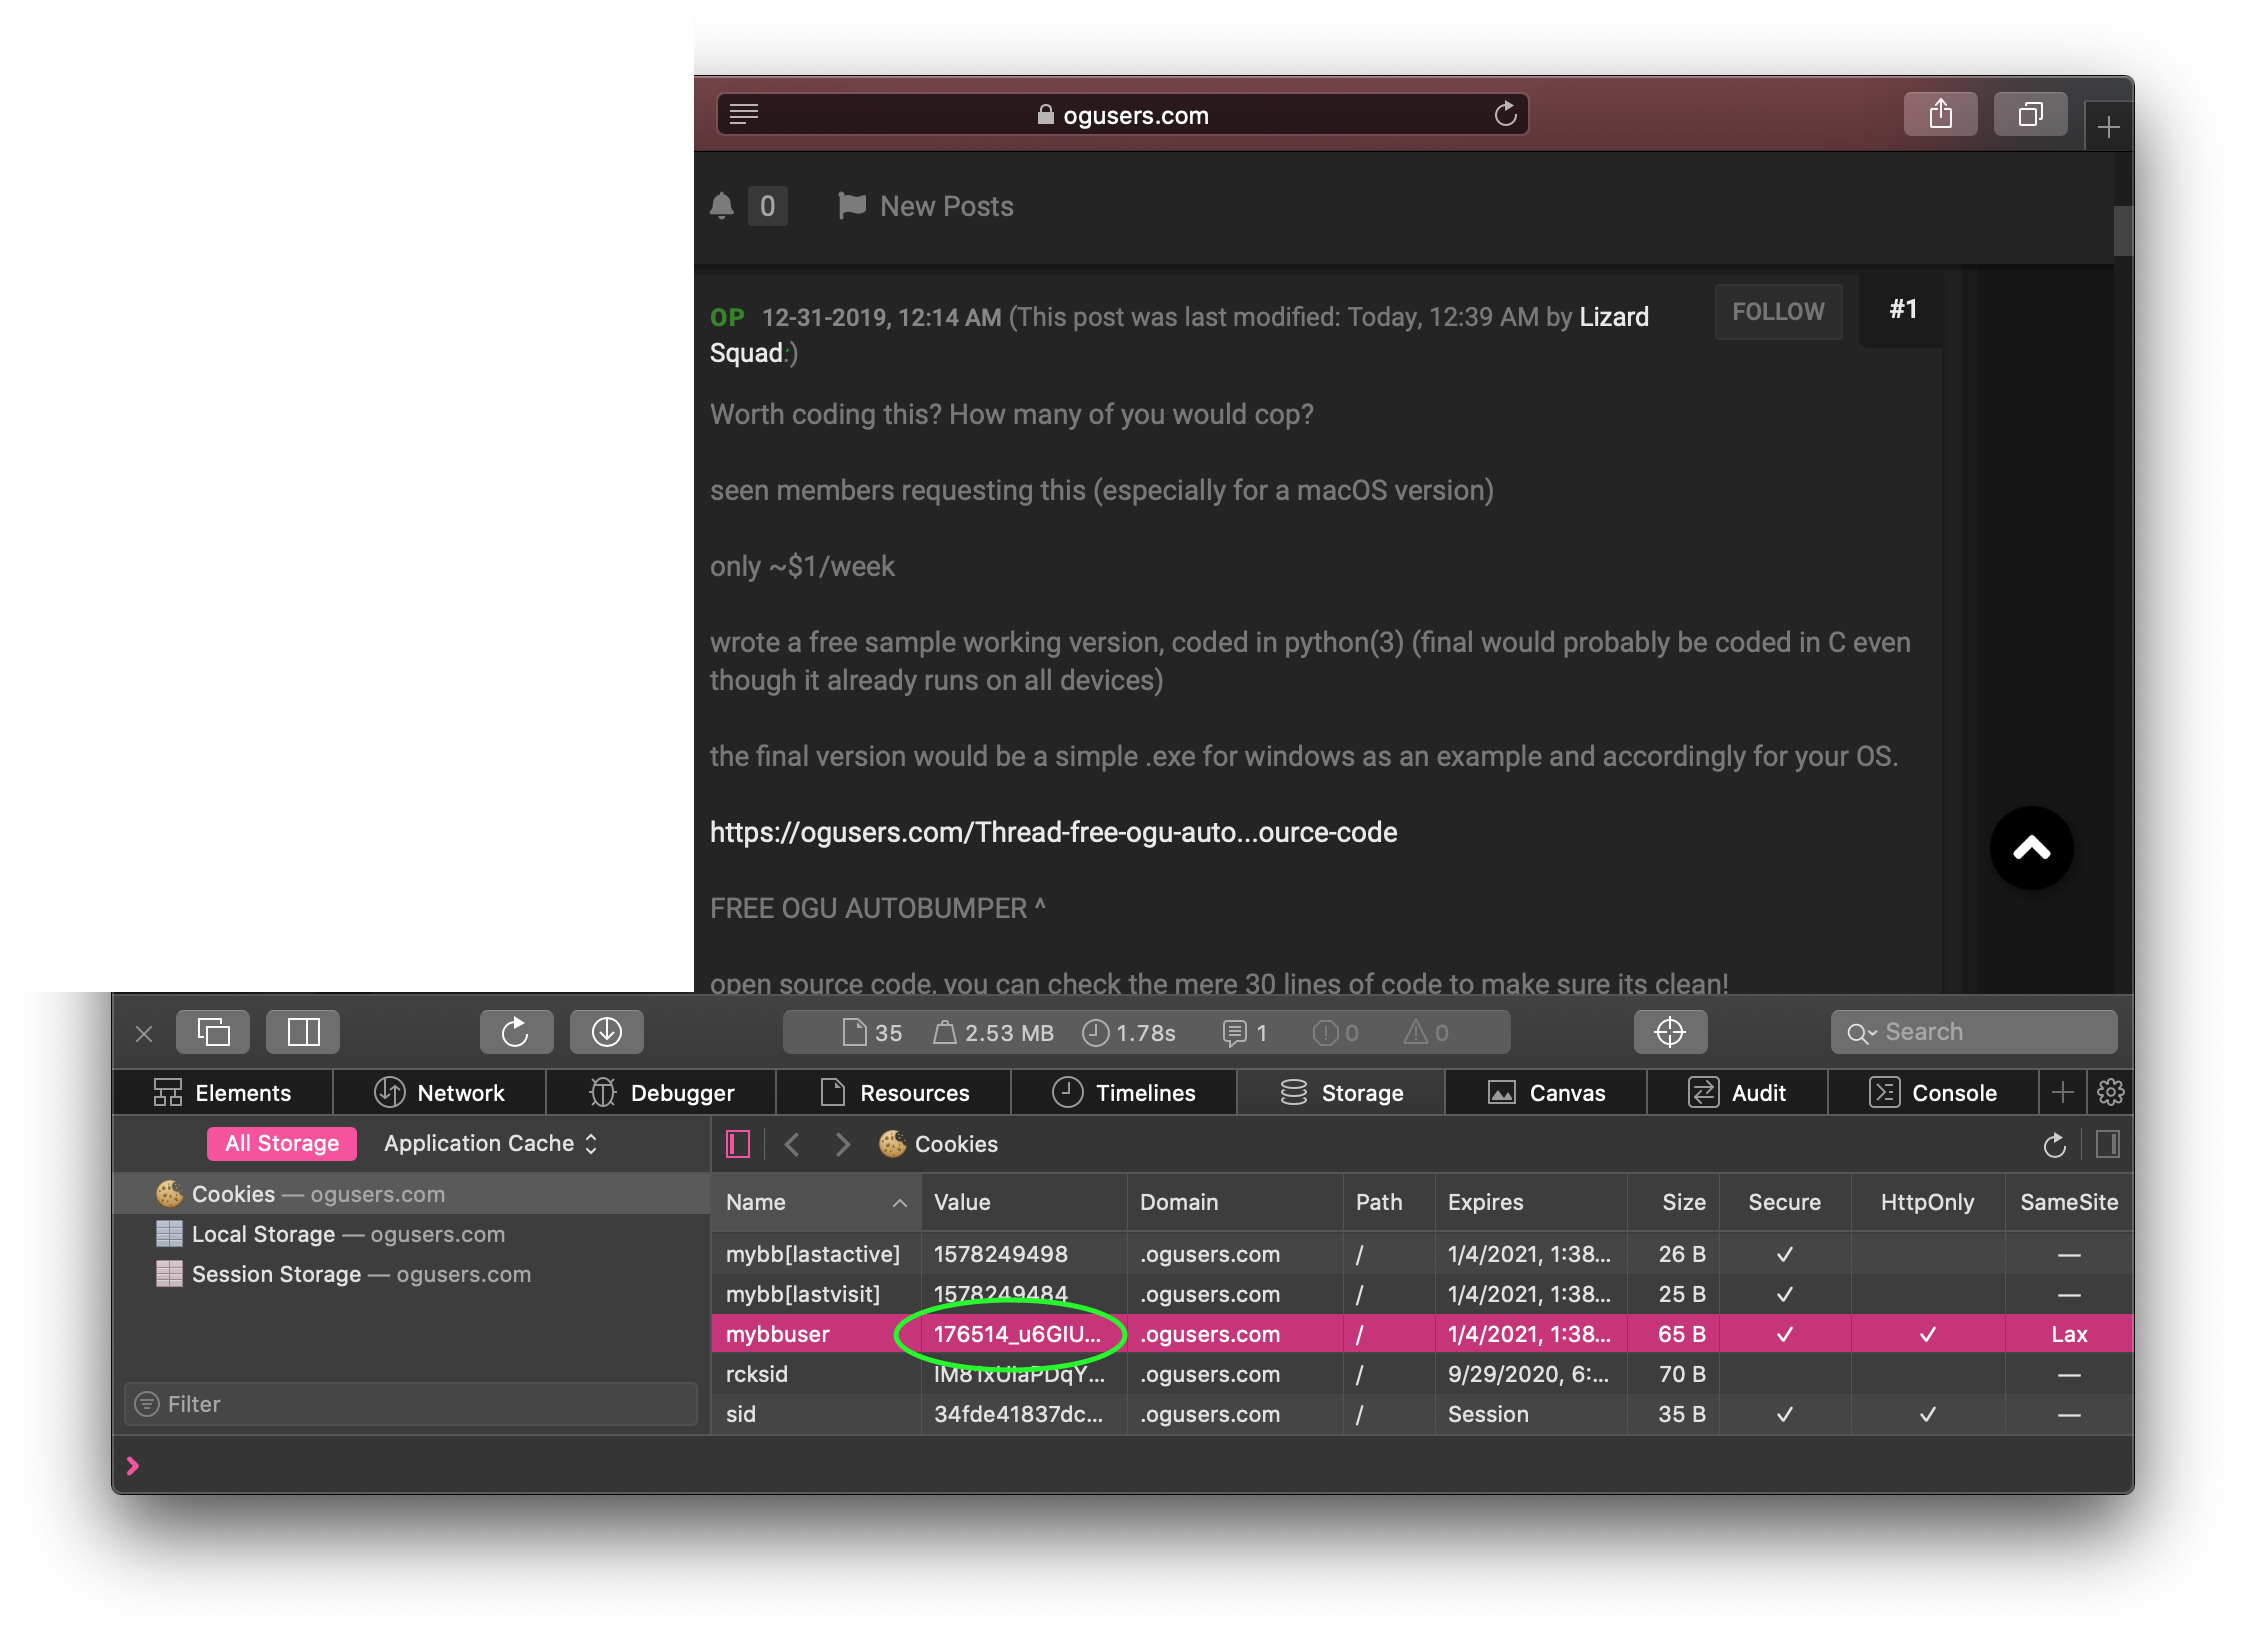 ogusers.com
0 New Posts
OP 12-31-2019, 12:14 AM (This post was last modified: Today, 12:39 AM by Lizard
Squad:)
FOLLOW
#1
Worth coding this? How many of you would cop?
seen members requesting this (especially for a macOS version)
only ~$1/week
wrote a free sample working version, coded in python(3) (final would probably be coded in C even
though it already runs on all devices)
the final version would be a simple .exe for windows as an example and accordingly for your OS.
https://ogusers.com/Thread-free-ogu-auto...ource-code
FREE OGU AUTOBUMPER ^
open source code, you can check the mere 30 lines of code to make sure its clean!
35 2.53 MB 1.78s 1 0 0 Search
Elements Network Debugger Resources Timelines Storage Canvas Audit Console
All Storage Application Cache
Cookies
Cookies — ogusers.com
Local Storage — ogusers.com
Session Storage — ogusers.com
Filter
Name Value Domain Path Expires Size Secure HttpOnly SameSite
mybb[lastactive] 1578249498 .ogusers.com / 1/4/2021, 1:38... 26 B ✓ —
mybb[lastvisit] 1578249484 .ogusers.com / 1/4/2021, 1:38... 25 B ✓ —
mybbuser 176514_u6GIU... .ogusers.com / 1/4/2021, 1:38... 65 B ✓ ✓ Lax
rcksid .ogusers.com / 9/29/2020, 6:... 70 B —
sid 34fde41837dc... .ogusers.com / Session 35 B ✓ ✓ —